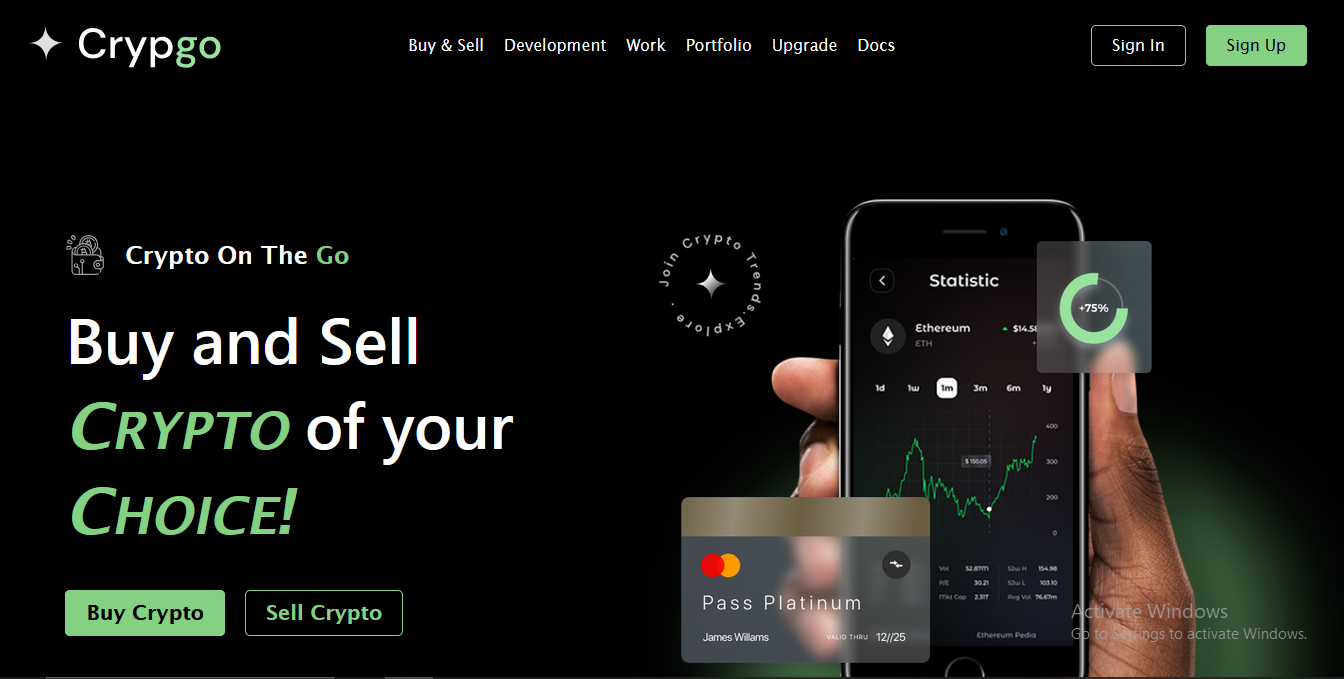 Crypgo
Buy & Sell
Development
Work
Portfolio
Upgrade
Docs
Sign In
Sign Up
Crypto On The Go
Buy and Sell
CRYPTO of your
CHOICE!
Buy Crypto
Sell Crypto
Join Crypto Trends.Explore .
Statistic
Ethereum
$14.58
ETH
+75%
1d 1w 1m 3m 6m 1y
400
300
$ 150.05
200
0
Vol 52.87M 52w H 154.98
P/E 30.21 52w L 103.10
Mkt Cap 2.31T Avg Vol 76.67m
Ethereum Pedia
Pass Platinum
James Willams
VALID THRU 12//25
Activate Windows
Go to Settings to activate Windows.